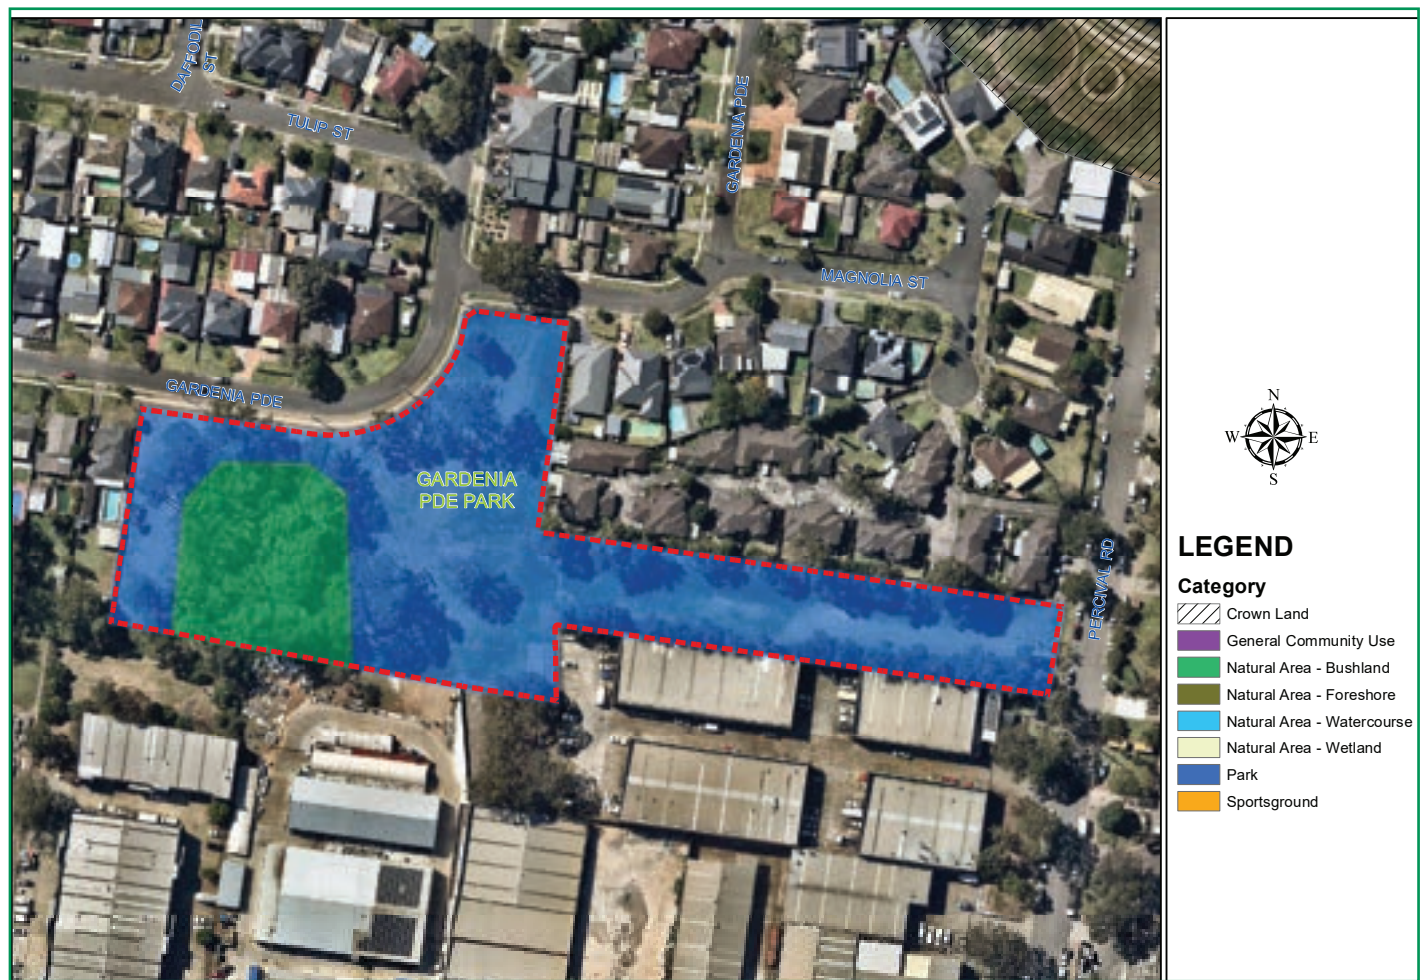 DAFFODIL
ST
TULIP ST
GARDENIA PDE
MAGNOLIA ST
GARDENIA PDE
GARDENIA
PDE PARK
PERCIVAL RD
N
W E
S
LEGEND
Category
Crown Land
General Community Use
Natural Area - Bushland
Natural Area - Foreshore
Natural Area - Watercourse
Natural Area - Wetland
Park
Sportsground